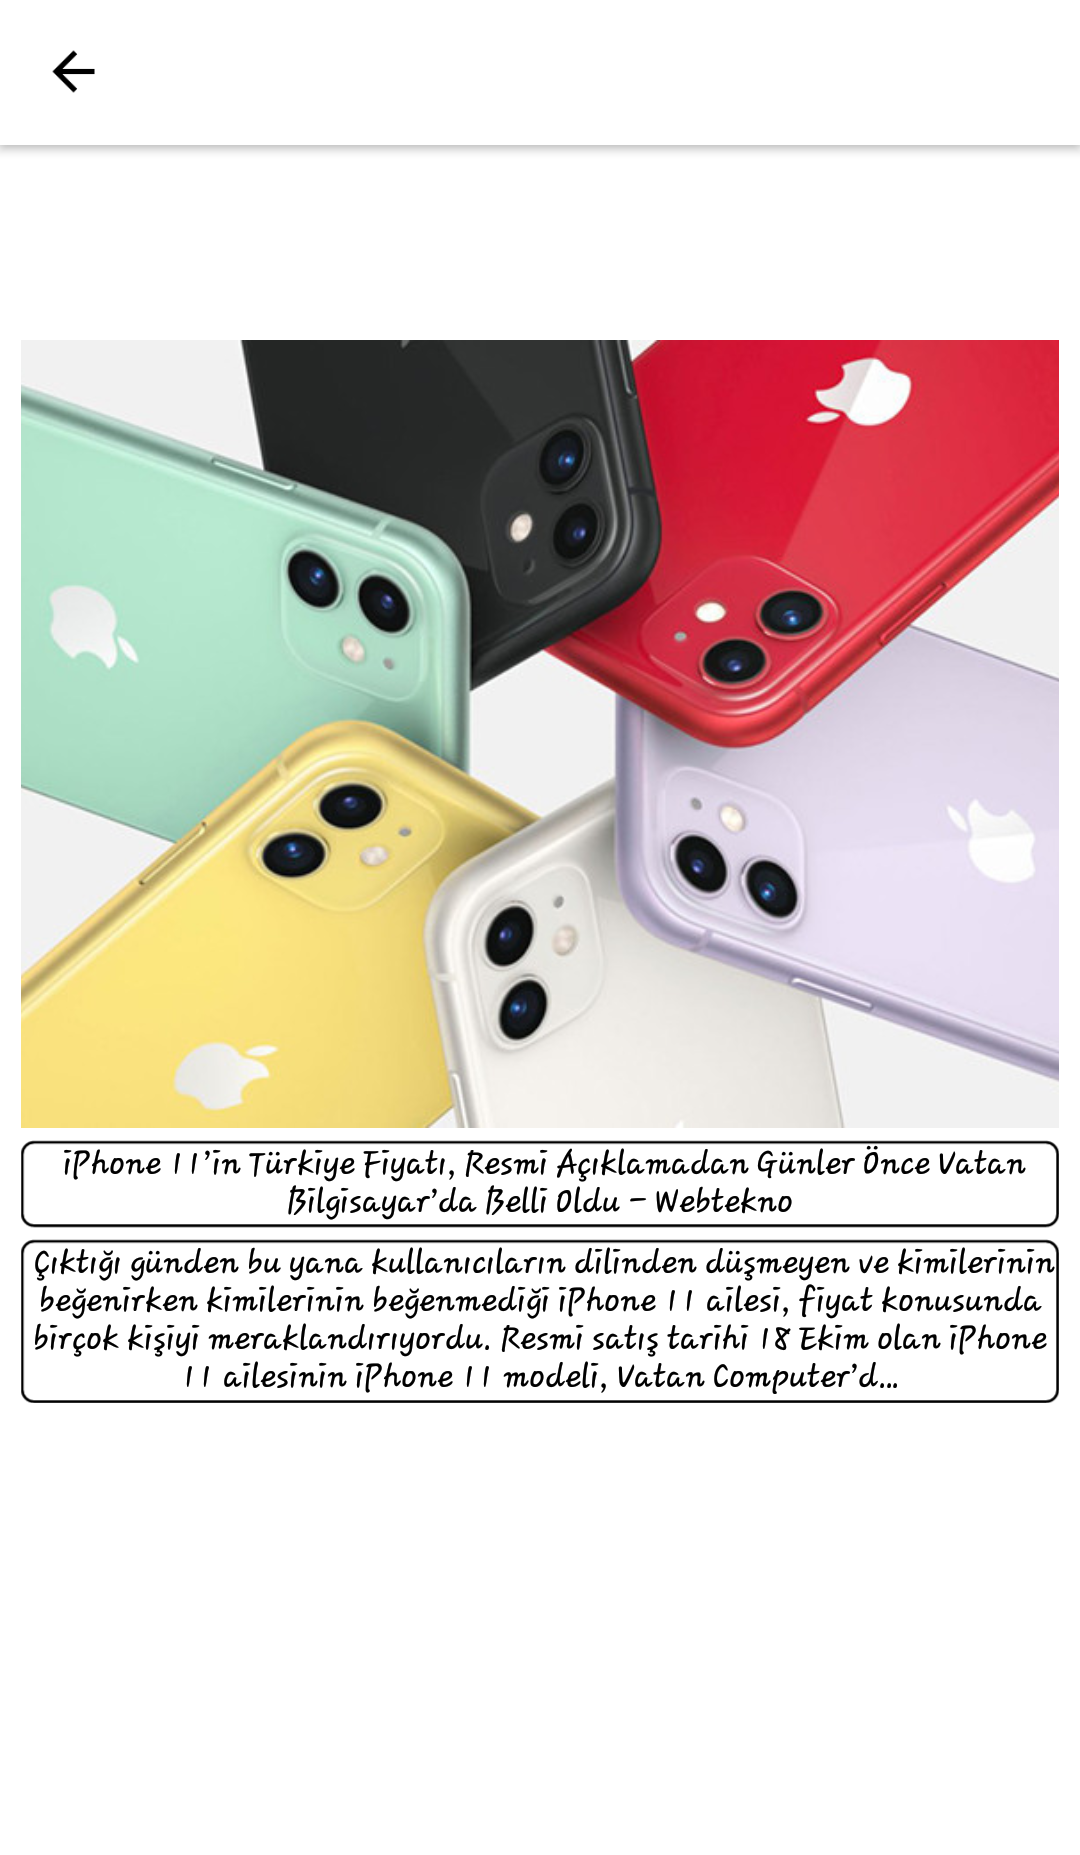 iPhone 11'in Türkiye Fiyatı, Resmi Açıklamadan Günler Önce Vatan
Bilgisayar'da Belli Oldu - Webtekno
Çıktığı günden bu yana kullanıcıların dilinden düşmeyen ve kimilerinin
beğenirken kimilerinin beğenmediği iPhone 11 ailesi, fiyat konusunda
birçok kişiyi meraklandırıyordu. Resmi satış tarihi 18 Ekim olan iPhone
11 ailesinin iPhone 11 modeli, Vatan Computer'd...